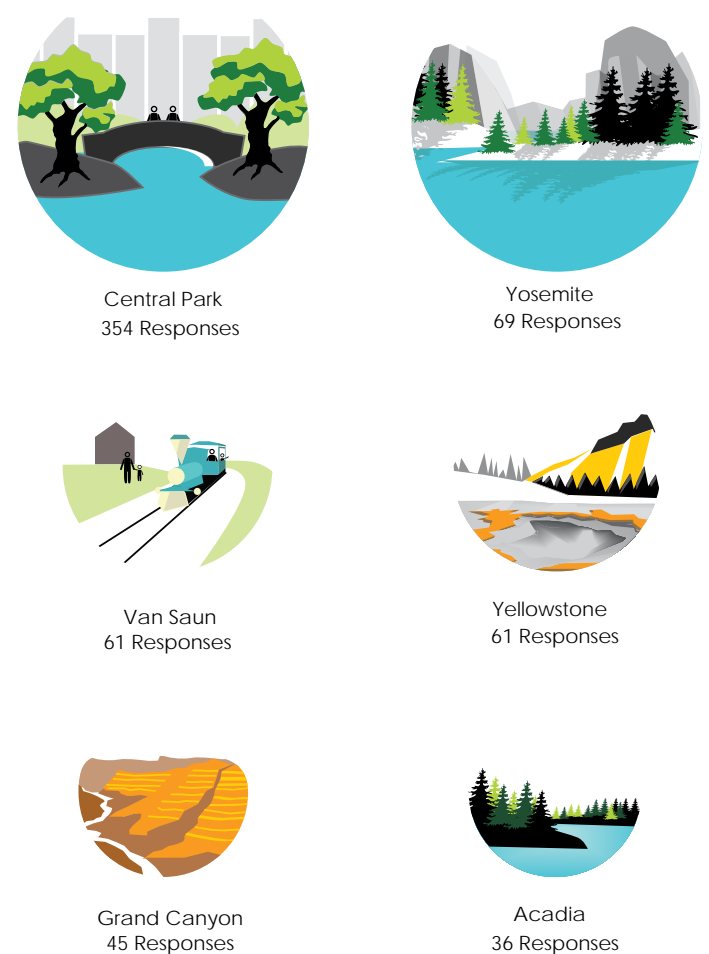 Central Park
354 Responses
Yosemite
69 Responses
Van Saun
61 Responses
Yellowstone
61 Responses
Grand Canyon
45 Responses
Acadia
36 Responses